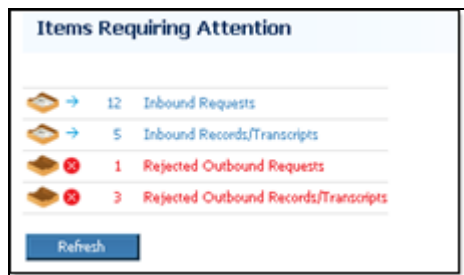 Items Requiring Attention
12 Inbound Requests
5 Inbound Records/Transcripts
1 Rejected Outbound Requests
3 Rejected Outbound Records/Transcripts
Refresh